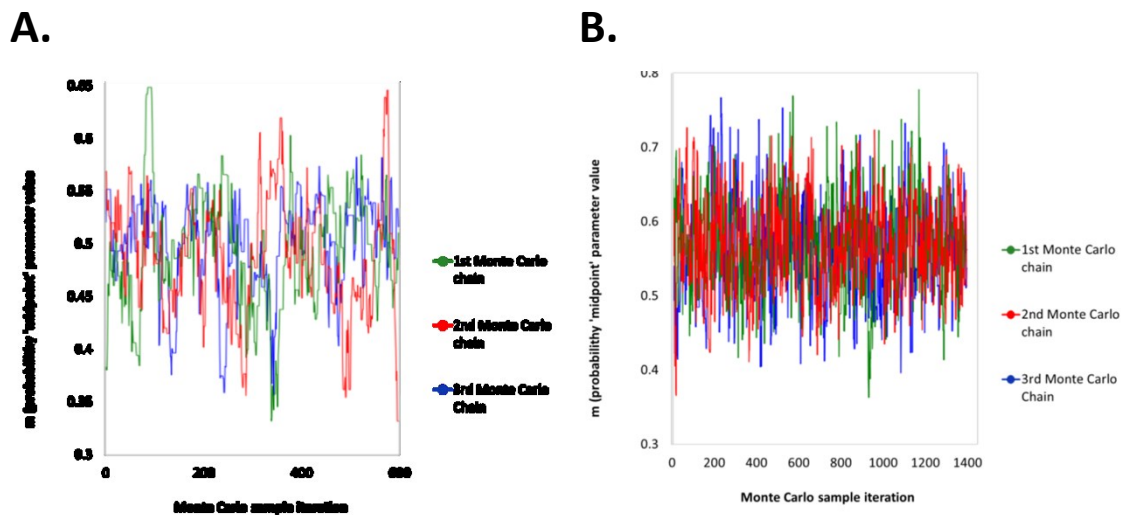 A.
B.
0.65
0.6
0.55
0.5
0.45
0.4
0.35
0.3
m (probability 'midpoint' parameter value
0
200
400
600
Monte Carlo sample iteration
1st Monte Carlo
chain
2nd Monte Carlo
chain
3rd Monte Carlo
Chain
0.8
0.7
0.6
0.5
0.4
0.3
m (probability 'midpoint' parameter value
0
200
400
600
800
1000
1200
1400
Monte Carlo sample iteration
1st Monte Carlo
chain
2nd Monte Carlo
chain
3rd Monte Carlo
Chain